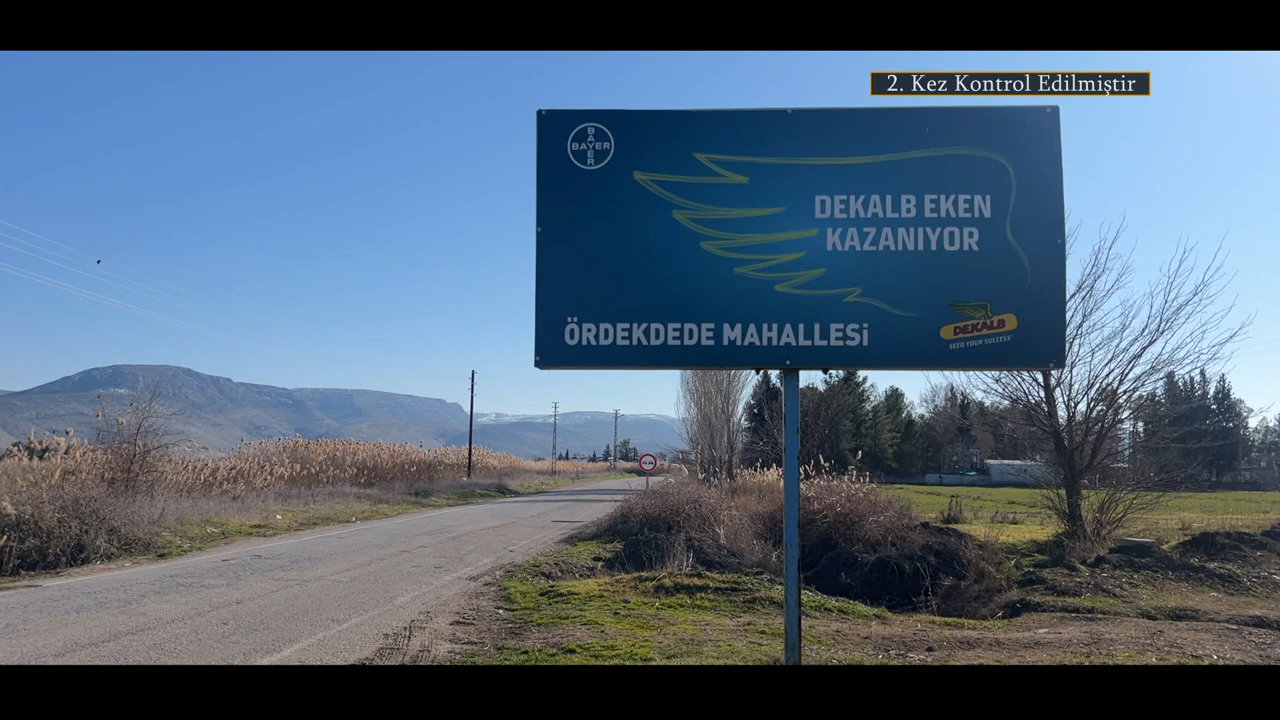 2. Kez Kontrol Edilmiştir
BAYER
BAYER
DEKALB EKEN
KAZANIYOR
ÖRDEKDEDE MAHALLESİ
DEKALB
SEED YOUR SUCCESS